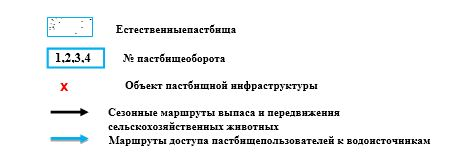 Естественныепастбища
1,2,3,4 № пастбищеоборота
X Объект пастбищной инфраструктуры
Сезонные маршруты выпаса и передвижения
сельскохозяйственных животных
Маршруты доступа пастбищепользователей к водоисточникам